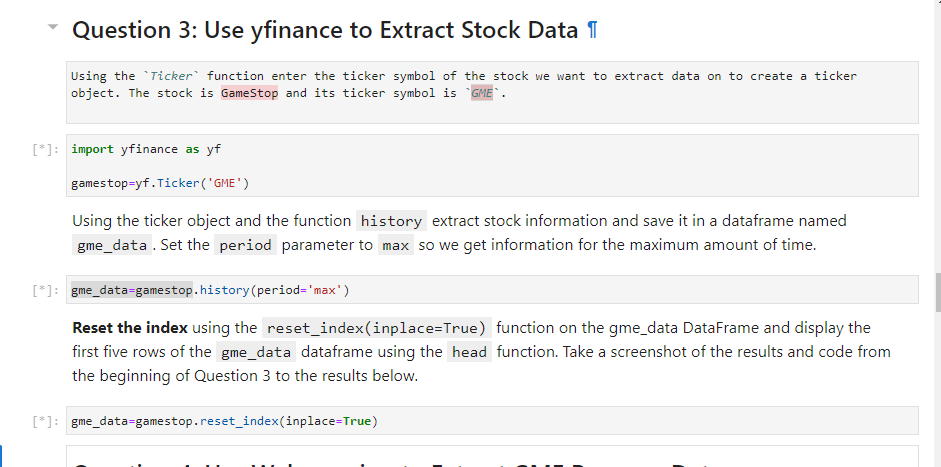 Question 3: Use yfinance to Extract Stock Data ¶
Using the `Ticker` function enter the ticker symbol of the stock we want to extract data on to create a ticker
object. The stock is GameStop and its ticker symbol is `GME`.
[*]: import yfinance as yf
gamestop=yf.Ticker('GME')
Using the ticker object and the function history extract stock information and save it in a dataframe named
gme_data . Set the period parameter to max so we get information for the maximum amount of time.
[*]: gme_data=gamestop.history(period='max')
Reset the index using the reset_index(inplace=True) function on the gme_data DataFrame and display the
first five rows of the gme_data dataframe using the head function. Take a screenshot of the results and code from
the beginning of Question 3 to the results below.
[*]: gme_data=gamestop.reset_index(inplace=True)